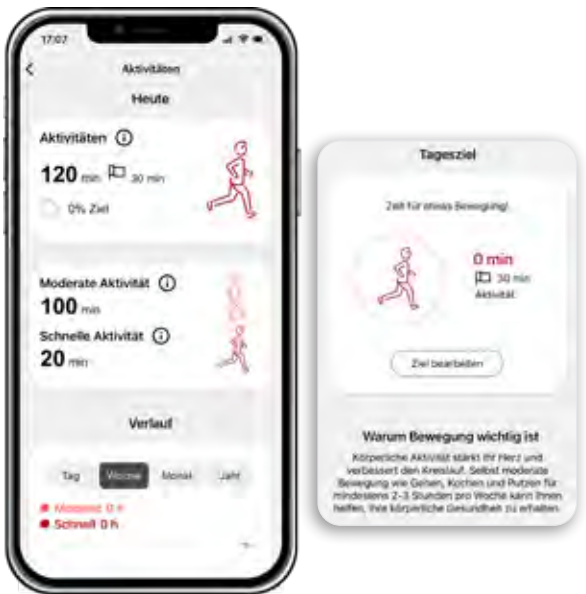 17:07
Aktivitäten
Heute
Aktivitäten
120 min 30 min
0% Ziel
Moderate Aktivität
100 min
Schnelle Aktivität
20 min
Verlauf
Tag Woche Monat Jahr
Moderat 0 h
Schnell 0 h
Tagesziel
Zeit für etwas Bewegung!
0 min
30 min
Aktivität
Ziel bearbeiten
Warum Bewegung wichtig ist
Körperliche Aktivität stärkt Ihr Herz und
verbessert den Kreislauf. Selbst moderate
Bewegung wie Gehen, Kochen und Putzen für
mindestens 2-3 Stunden pro Woche kann Ihnen
helfen, Ihre körperliche Gesundheit zu erhalten.